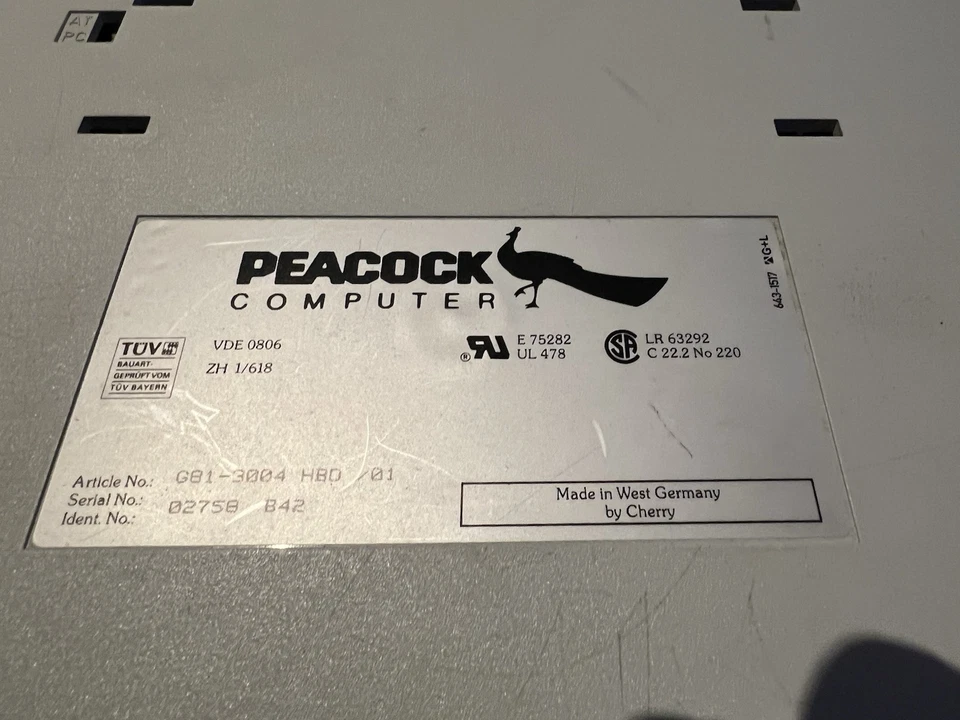 AT
PC
PEACOCK
COMPUTER
643-1517 G+L
TÜV
BAUART-
GEPRÜFT VOM
TÜV BAYERN
VDE 0806
ZH 1/618
® RU E 75282
UL 478
SA LR 63292
C 22.2 No 220
Article No.: G81-3004 HBD /01
Serial No.: 02758 B42
Ident. No.:
Made in West Germany
by Cherry